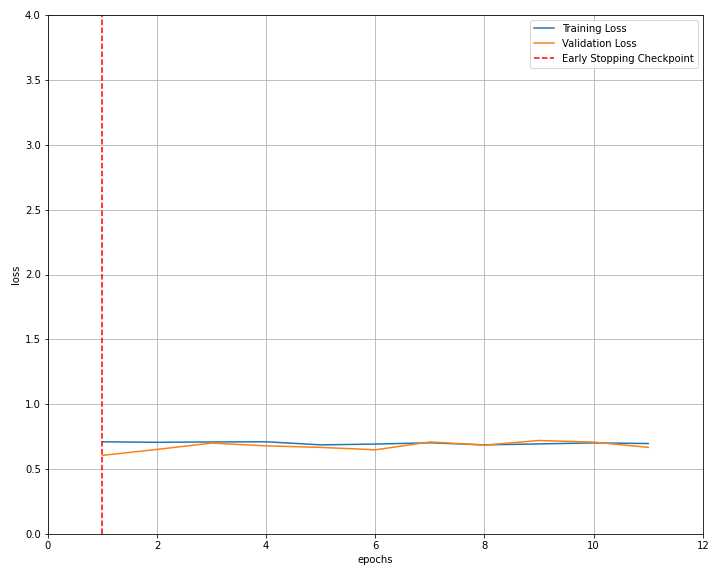 4.0
3.5
3.0
2.5
2.0
1.5
1.0
0.5
0.0
loss
0 2 4 6 8 10 12
epochs
Training Loss
Validation Loss
Early Stopping Checkpoint